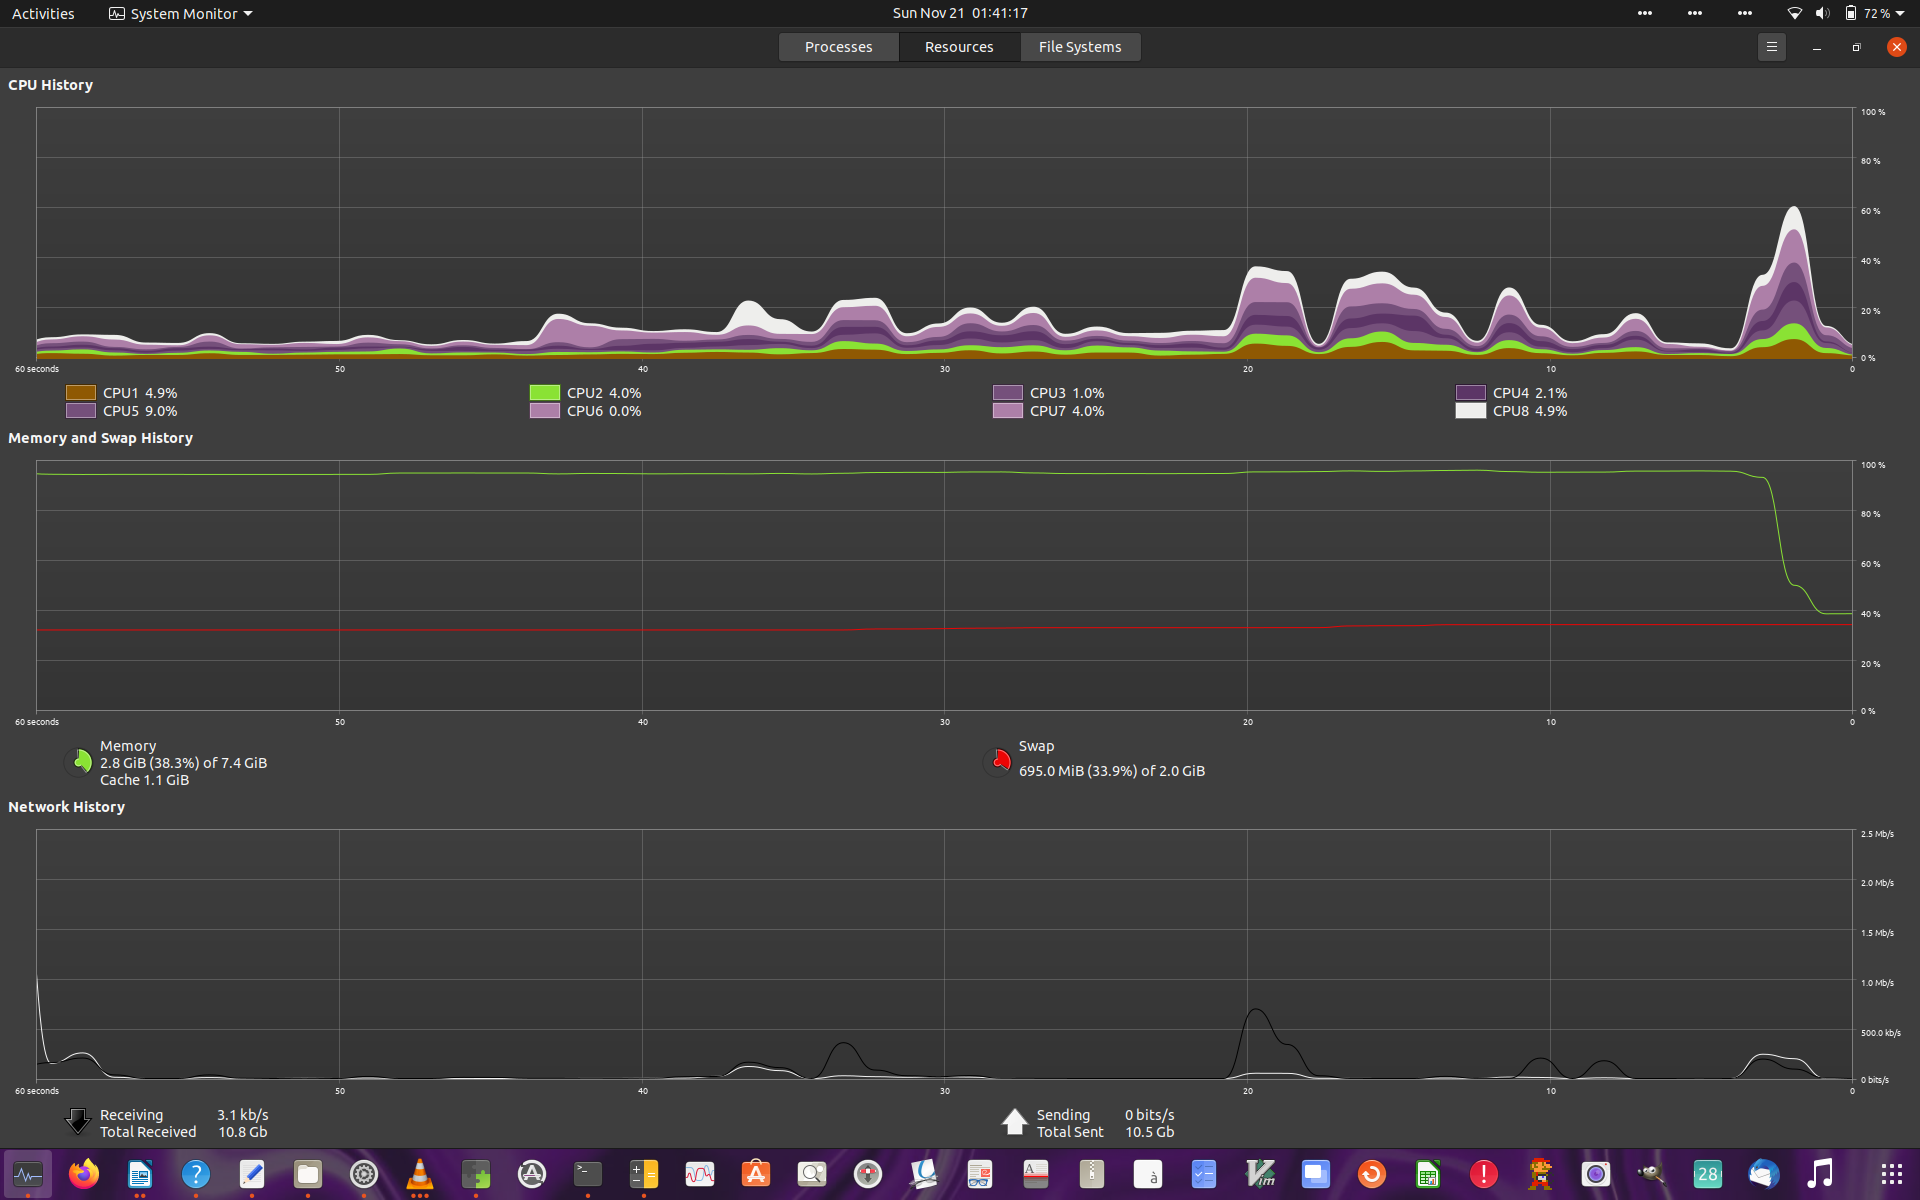 Activities System Monitor Sun Nov 21 01:41:17 72 %
Processes Resources File Systems
CPU History
100 %
80 %
60 %
40 %
20 %
0 %
60 seconds 50 40 30 20 10 0
CPU1 4.9% CPU2 4.0% CPU3 1.0% CPU4 2.1%
CPU5 9.0% CPU6 0.0% CPU7 4.0% CPU8 4.9%
Memory and Swap History
100 %
80 %
60 %
40 %
20 %
0 %
60 seconds 50 40 30 20 10 0
Memory
2.8 GiB (38.3%) of 7.4 GiB
Cache 1.1 GiB
Swap
695.0 MiB (33.9%) of 2.0 GiB
Network History
2.5 Mb/s
2.0 Mb/s
1.5 Mb/s
1.0 Mb/s
500.0 kb/s
0 bits/s
60 seconds 50 40 30 20 10 0
Receiving 3.1 kb/s Sending 0 bits/s
Total Received 10.8 Gb Total Sent 10.5 Gb
? >_ A à Vim ! 28